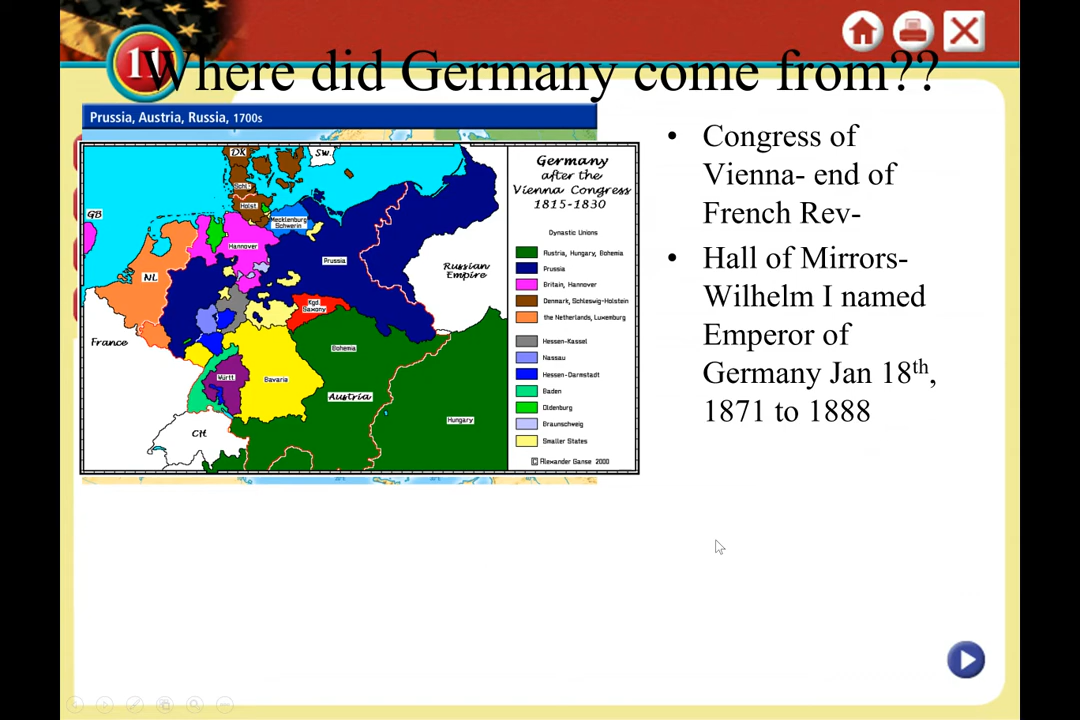 11
Where did Germany come from??
Prussia, Austria, Russia, 1700s
• Congress of
Vienna- end of
French Rev-
• Hall of Mirrors-
Wilhelm I named
Emperor of
Germany Jan 18th,
1871 to 1888
Germany
after the
Vienna Congress
1815-1830
Dynastic Unions
Austria, Hungary, Bohemia
Prussia
Britain, Hannover
Denmark, Schleswig-Holstein
the Netherlands, Luxemburg
Hessen-Kassel
Nassau
Hessen-Darmstadt
Baden
Oldenburg
Braunschweig
Smaller States
© Alexander Ganse 2000
DK
SW.
Schl.
Holst.
GB
Mecklenburg
Schwerin
Hannover
Prussia
Russian
Empire
NL
Kgd.
Saxony
France
Bohemia
Württ.
Bavaria
Austria
Hungary
CH